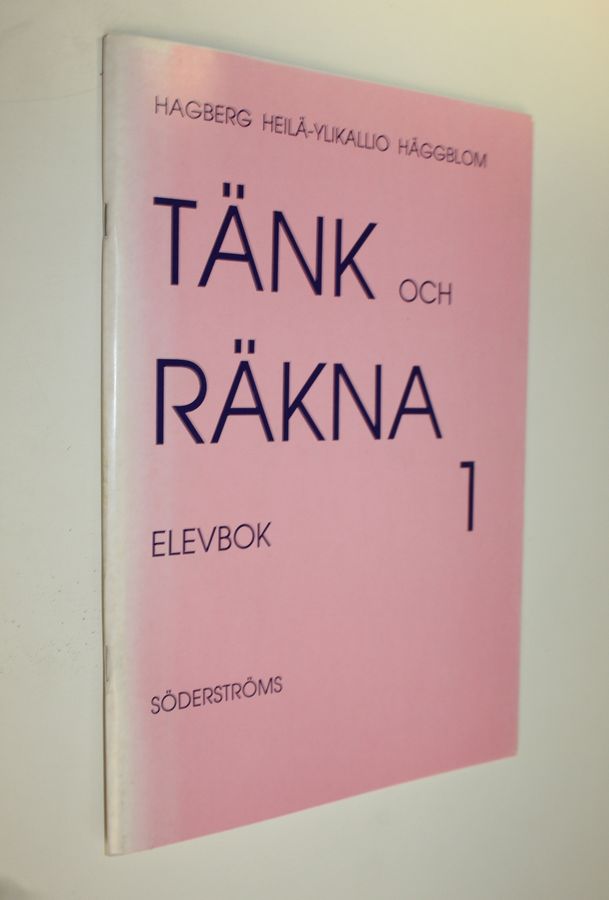 HAGBERG HEILÄ-YLIKALLIO HÄGGBLOM
TÄNK OCH
RÄKNA
1
ELEVBOK
SÖDERSTRÖMS